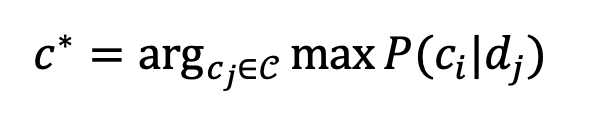 c* = arg_{c_j∈𝒞} max P(c_i|d_j)